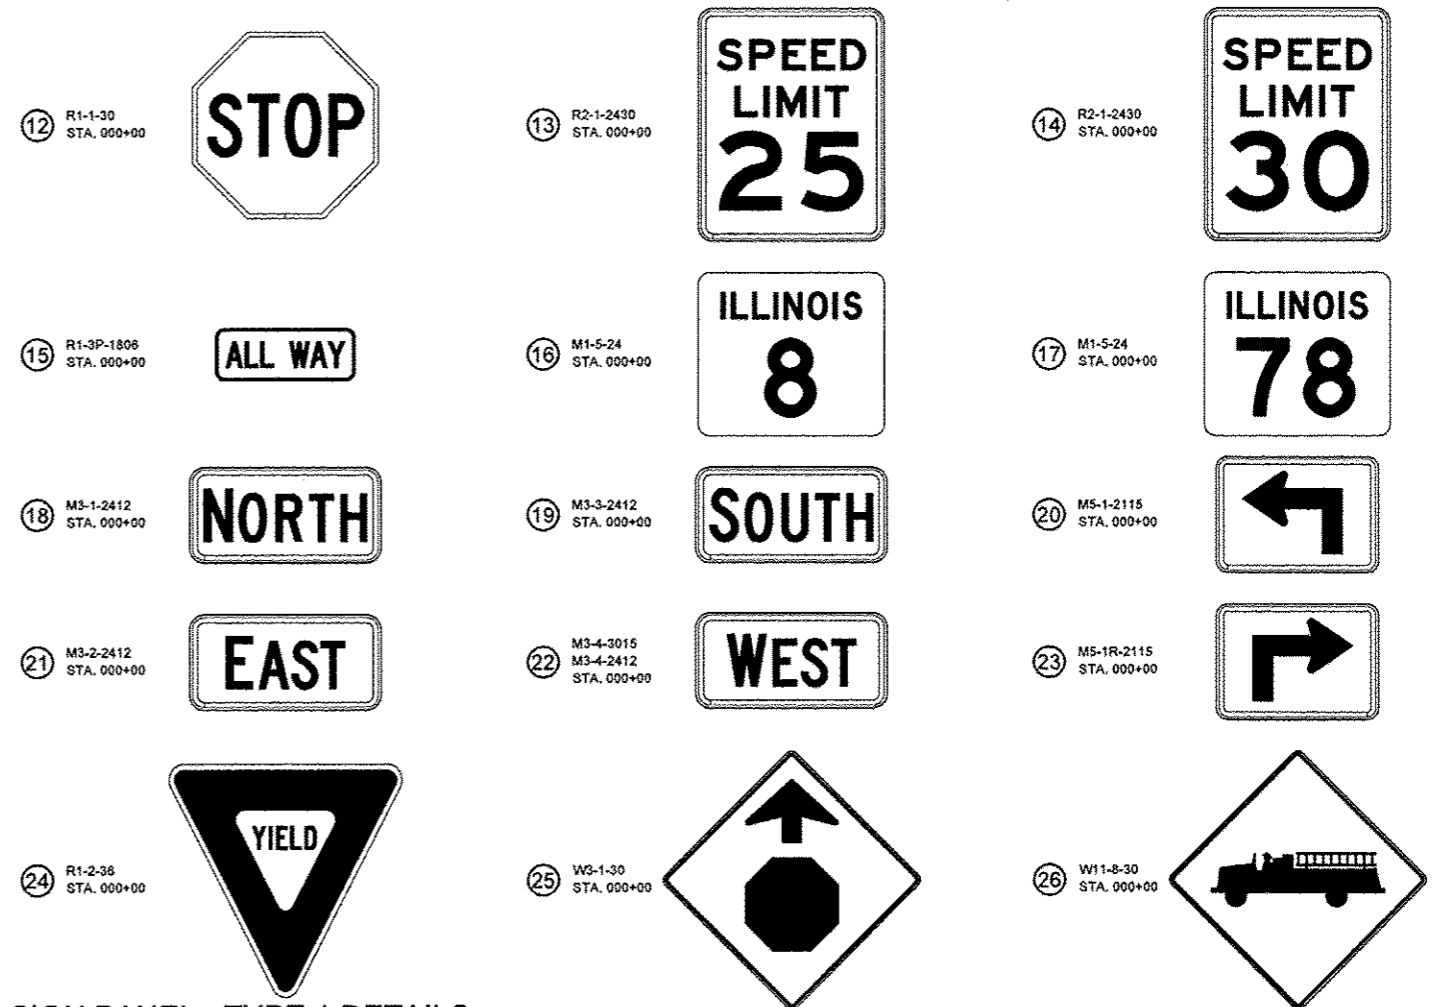 12 R1-1-30
STA. 000+00
STOP
13 R2-1-2430
STA. 000+00
SPEED
LIMIT
25
14 R2-1-2430
STA. 000+00
SPEED
LIMIT
30
15 R1-3P-1806
STA. 000+00
ALL WAY
16 M1-5-24
STA. 000+00
ILLINOIS
8
17 M1-5-24
STA. 000+00
ILLINOIS
78
18 M3-1-2412
STA. 000+00
NORTH
19 M3-3-2412
STA. 000+00
SOUTH
20 M5-1-2115
STA. 000+00
21 M3-2-2412
STA. 000+00
EAST
22 M3-4-3015
M3-4-2412
STA. 000+00
WEST
23 M5-1R-2115
STA. 000+00
24 R1-2-36
STA. 000+00
YIELD
25 W3-1-30
STA. 000+00
26 W11-8-30
STA. 000+00